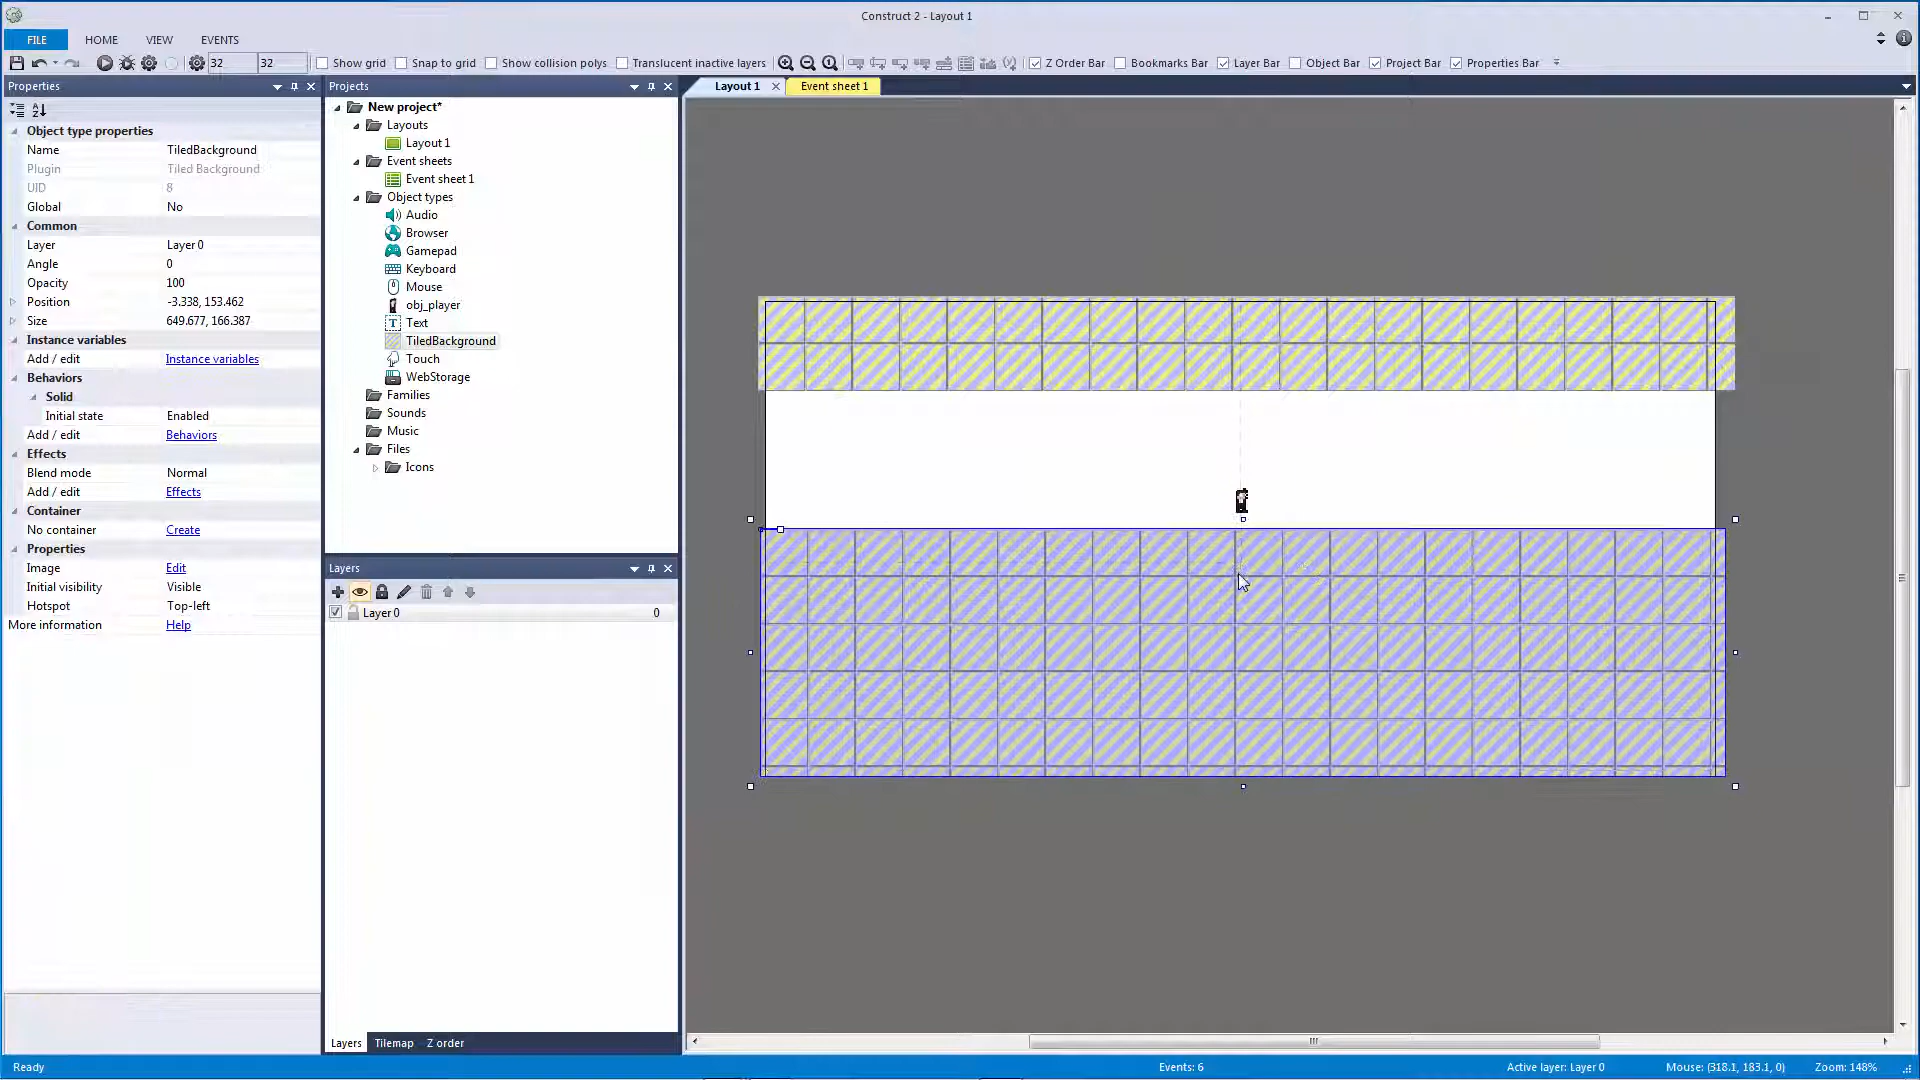 Construct 2 - Layout 1
FILE HOME VIEW EVENTS
32 32 Show grid Snap to grid Show collision polys Translucent inactive layers Z Order Bar Bookmarks Bar Layer Bar Object Bar Project Bar Properties Bar
Properties
Object type properties
Name TiledBackground
Plugin Tiled Background
UID 8
Global No
Common
Layer Layer 0
Angle 0
Opacity 100
Position -3.338, 153.462
Size 649.677, 166.387
Instance variables
Add / edit Instance variables
Behaviors
Solid
Initial state Enabled
Add / edit Behaviors
Effects
Blend mode Normal
Add / edit Effects
Container
No container Create
Properties
Image Edit
Initial visibility Visible
Hotspot Top-left
More information Help
Projects
New project*
Layouts
Layout 1
Event sheets
Event sheet 1
Object types
Audio
Browser
Gamepad
Keyboard
Mouse
obj_player
Text
TiledBackground
Touch
WebStorage
Families
Sounds
Music
Files
Icons
Layers
Layer 0 0
Layers Tilemap Z order
Layout 1 Event sheet 1
Ready Events: 6 Active layer: Layer 0 Mouse: (318.1, 183.1, 0) Zoom: 148%